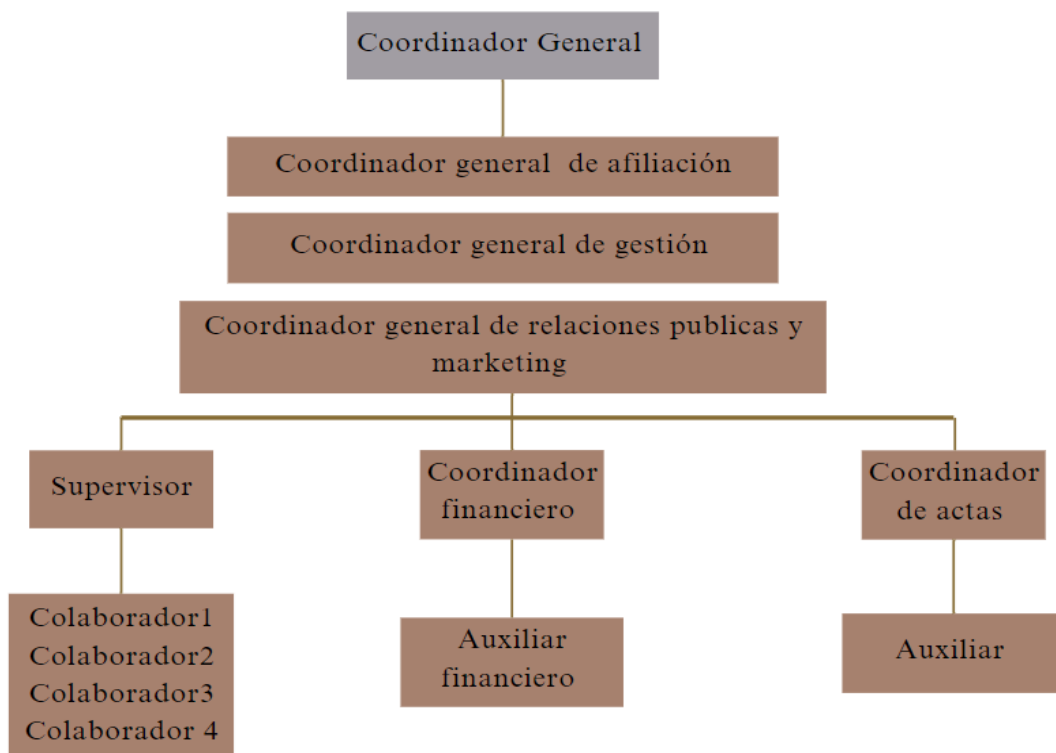 Coordinador General
Coordinador general de afiliación
Coordinador general de gestión
Coordinador general de relaciones publicas y
marketing
Supervisor
Coordinador
financiero
Coordinador
de actas
Colaborador1
Colaborador2
Colaborador3
Colaborador 4
Auxiliar
financiero
Auxiliar